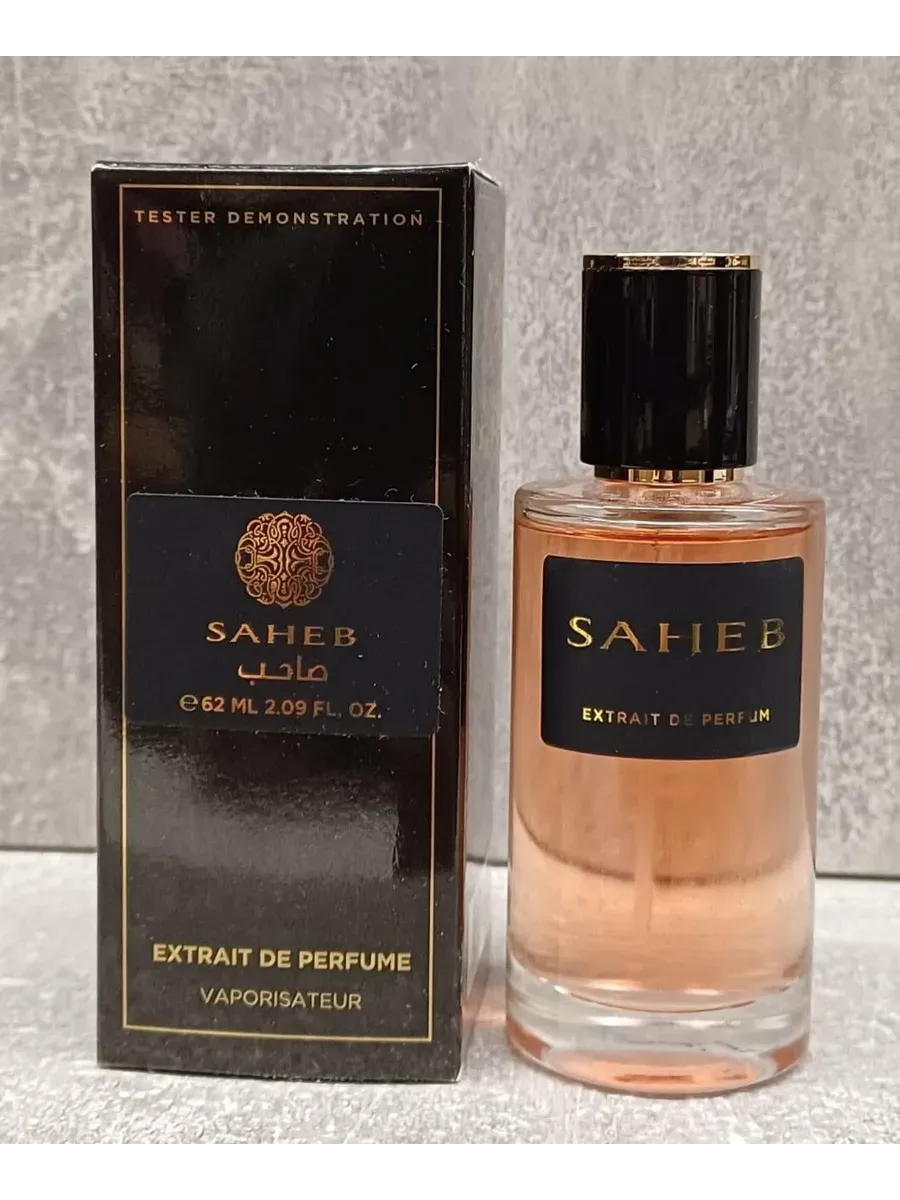 TESTER DEMONSTRATION
SAHEB
صاحب
℮62 ML 2.09 FL. OZ.
EXTRAIT DE PERFUME
VAPORISATEUR
SAHEB
EXTRAIT DE PERFUM